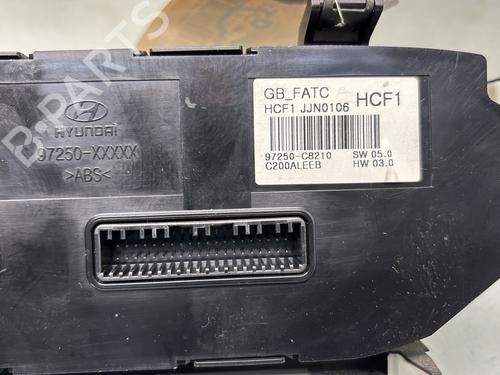 B-PARTS
HYUNDAI
97250-XXXXX
>ABS<
GB_FATC
HCF1 JJN0106
HCF1
97250-C8210 SW 05.0
C200ALEEB HW 03.0